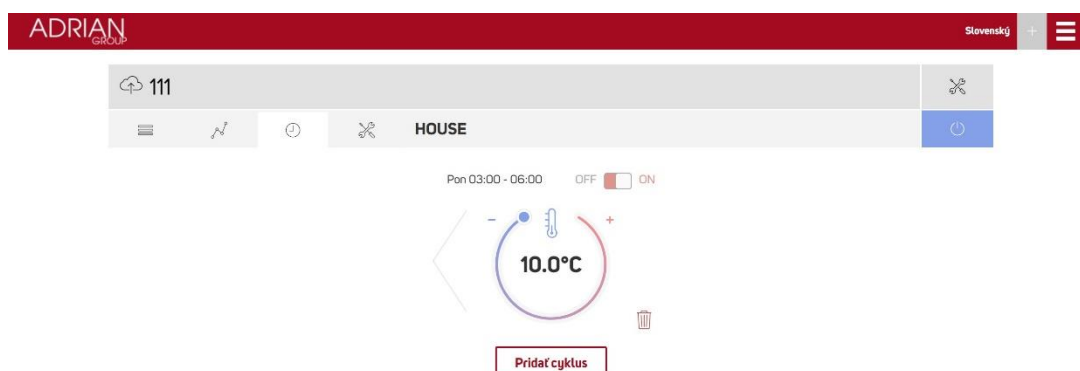 ADRIAN
GROUP
Slovenský
111
HOUSE
Pon 03:00 - 06:00 OFF ON
- +
10.0°C
Pridať cyklus